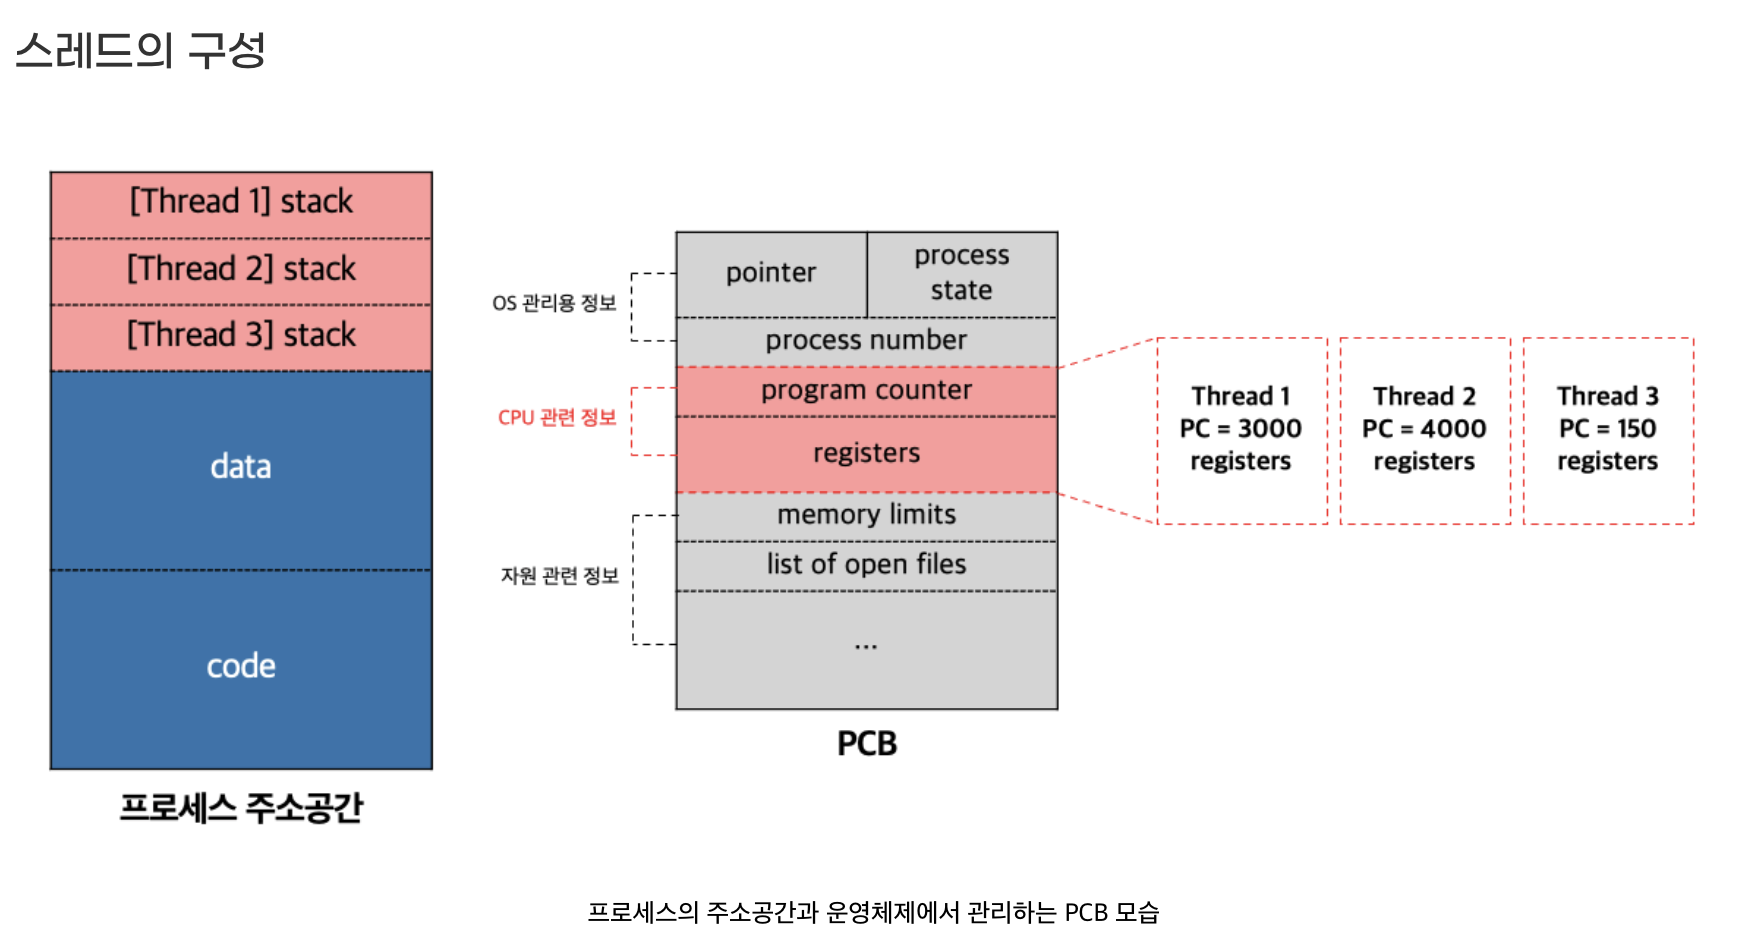 스레드의 구성
[Thread 1] stack
[Thread 2] stack
[Thread 3] stack
data
code
프로세스 주소공간
OS 관리용 정보
CPU 관련 정보
자원 관련 정보
pointer
process
state
process number
program counter
registers
memory limits
list of open files
...
PCB
Thread 1
PC = 3000
registers
Thread 2
PC = 4000
registers
Thread 3
PC = 150
registers
프로세스의 주소공간과 운영체제에서 관리하는 PCB 모습